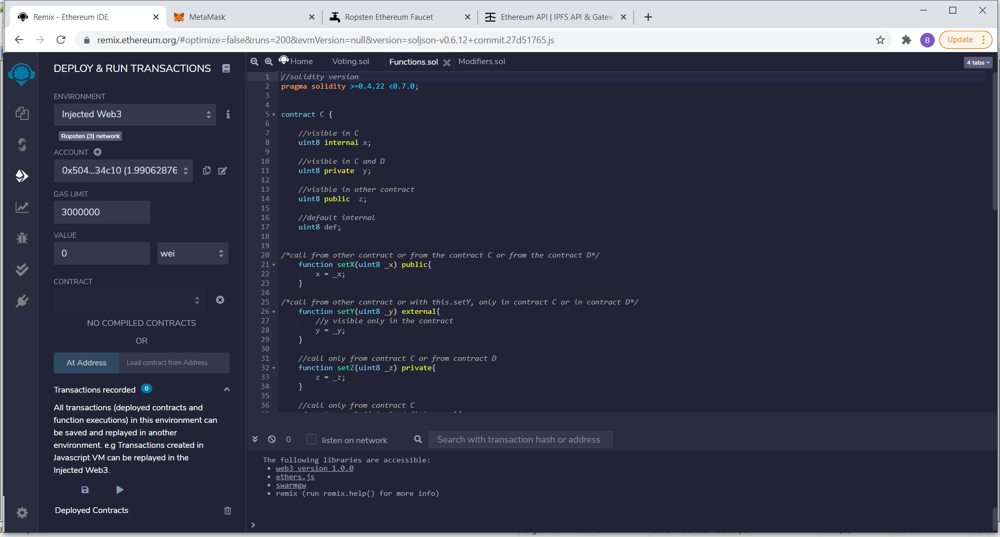 Remix - Ethereum IDE
MetaMask
Ropsten Ethereum Faucet
Ethereum API | IPFS API & Gatew
remix.ethereum.org/#optimize=false&runs=200&evmVersion=null&version=soljson-v0.6.12+commit.27d51765.js
B
Update
DEPLOY & RUN TRANSACTIONS
ENVIRONMENT
Injected Web3
Ropsten (3) network
ACCOUNT
0x504...34c10 (1.99062876
GAS LIMIT
3000000
VALUE
0
wei
CONTRACT
NO COMPILED CONTRACTS
OR
At Address
Load contract from Address
Transactions recorded 0
All transactions (deployed contracts and
function executions) in this environment can
be saved and replayed in another
environment. e.g Transactions created in
Javascript VM can be replayed in the
Injected Web3.
Deployed Contracts
Home
Voting.sol
Functions.sol
Modifiers.sol
4 tabs
1 //solidity version
2 pragma solidity >=0.4.22 <0.7.0;
3
4
5 contract C {
6
7 //visible in C
8 uint8 internal x;
9
10 //visible in C and D
11 uint8 private  y;
12
13 //visible in other contract
14 uint8 public  z;
15
16 //default internal
17 uint8 def;
18
19
20 /*call from other contract or from the contract C or from the contract D*/
21 function setX(uint8 _x) public{
22 x = _x;
23 }
24
25 /*call from other contract or with this.setY, only in contract C or in contract D*/
26 function setY(uint8 _y) external{
27 //y visible only in the contract
28 y = _y;
29 }
30
31 //call only from contract C or from contract D
32 function setZ(uint8 _z) private{
33 z = _z;
34 }
35
36 //call only from contract C
0
listen on network
Search with transaction hash or address
The following libraries are accessible:
• web3 version 1.0.0
• ethers.js
• swarmgw
• remix (run remix.help() for more info)
>